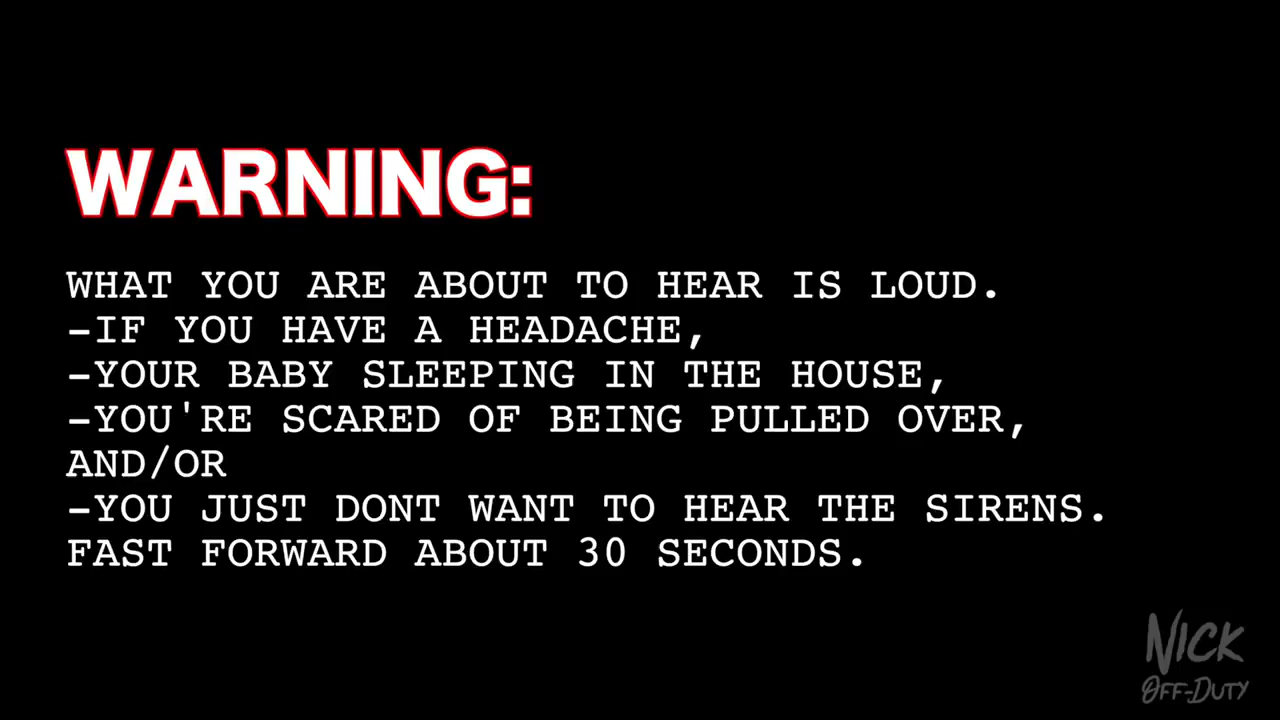 WARNING:
WHAT YOU ARE ABOUT TO HEAR IS LOUD.
-IF YOU HAVE A HEADACHE,
-YOUR BABY SLEEPING IN THE HOUSE,
-YOU'RE SCARED OF BEING PULLED OVER,
AND/OR
-YOU JUST DONT WANT TO HEAR THE SIRENS.
FAST FORWARD ABOUT 30 SECONDS.
NICK
OFF-DUTY